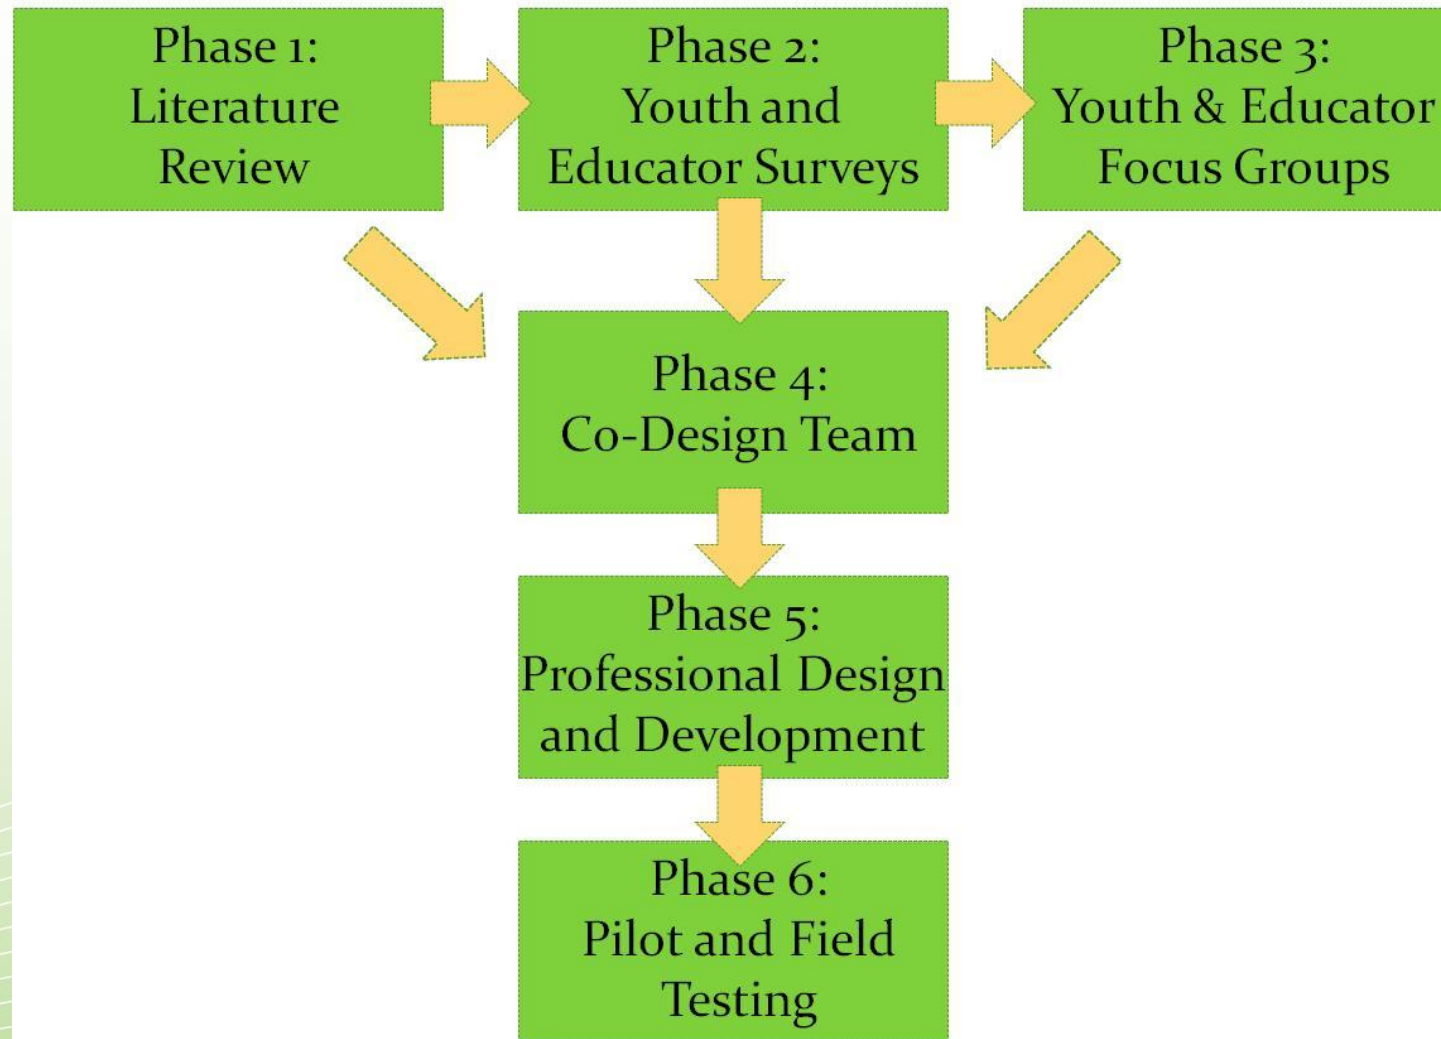 Phase 1:
Literature
Review
Phase 2:
Youth and
Educator Surveys
Phase 3:
Youth & Educator
Focus Groups
Phase 4:
Co-Design Team
Phase 5:
Professional Design
and Development
Phase 6:
Pilot and Field
Testing